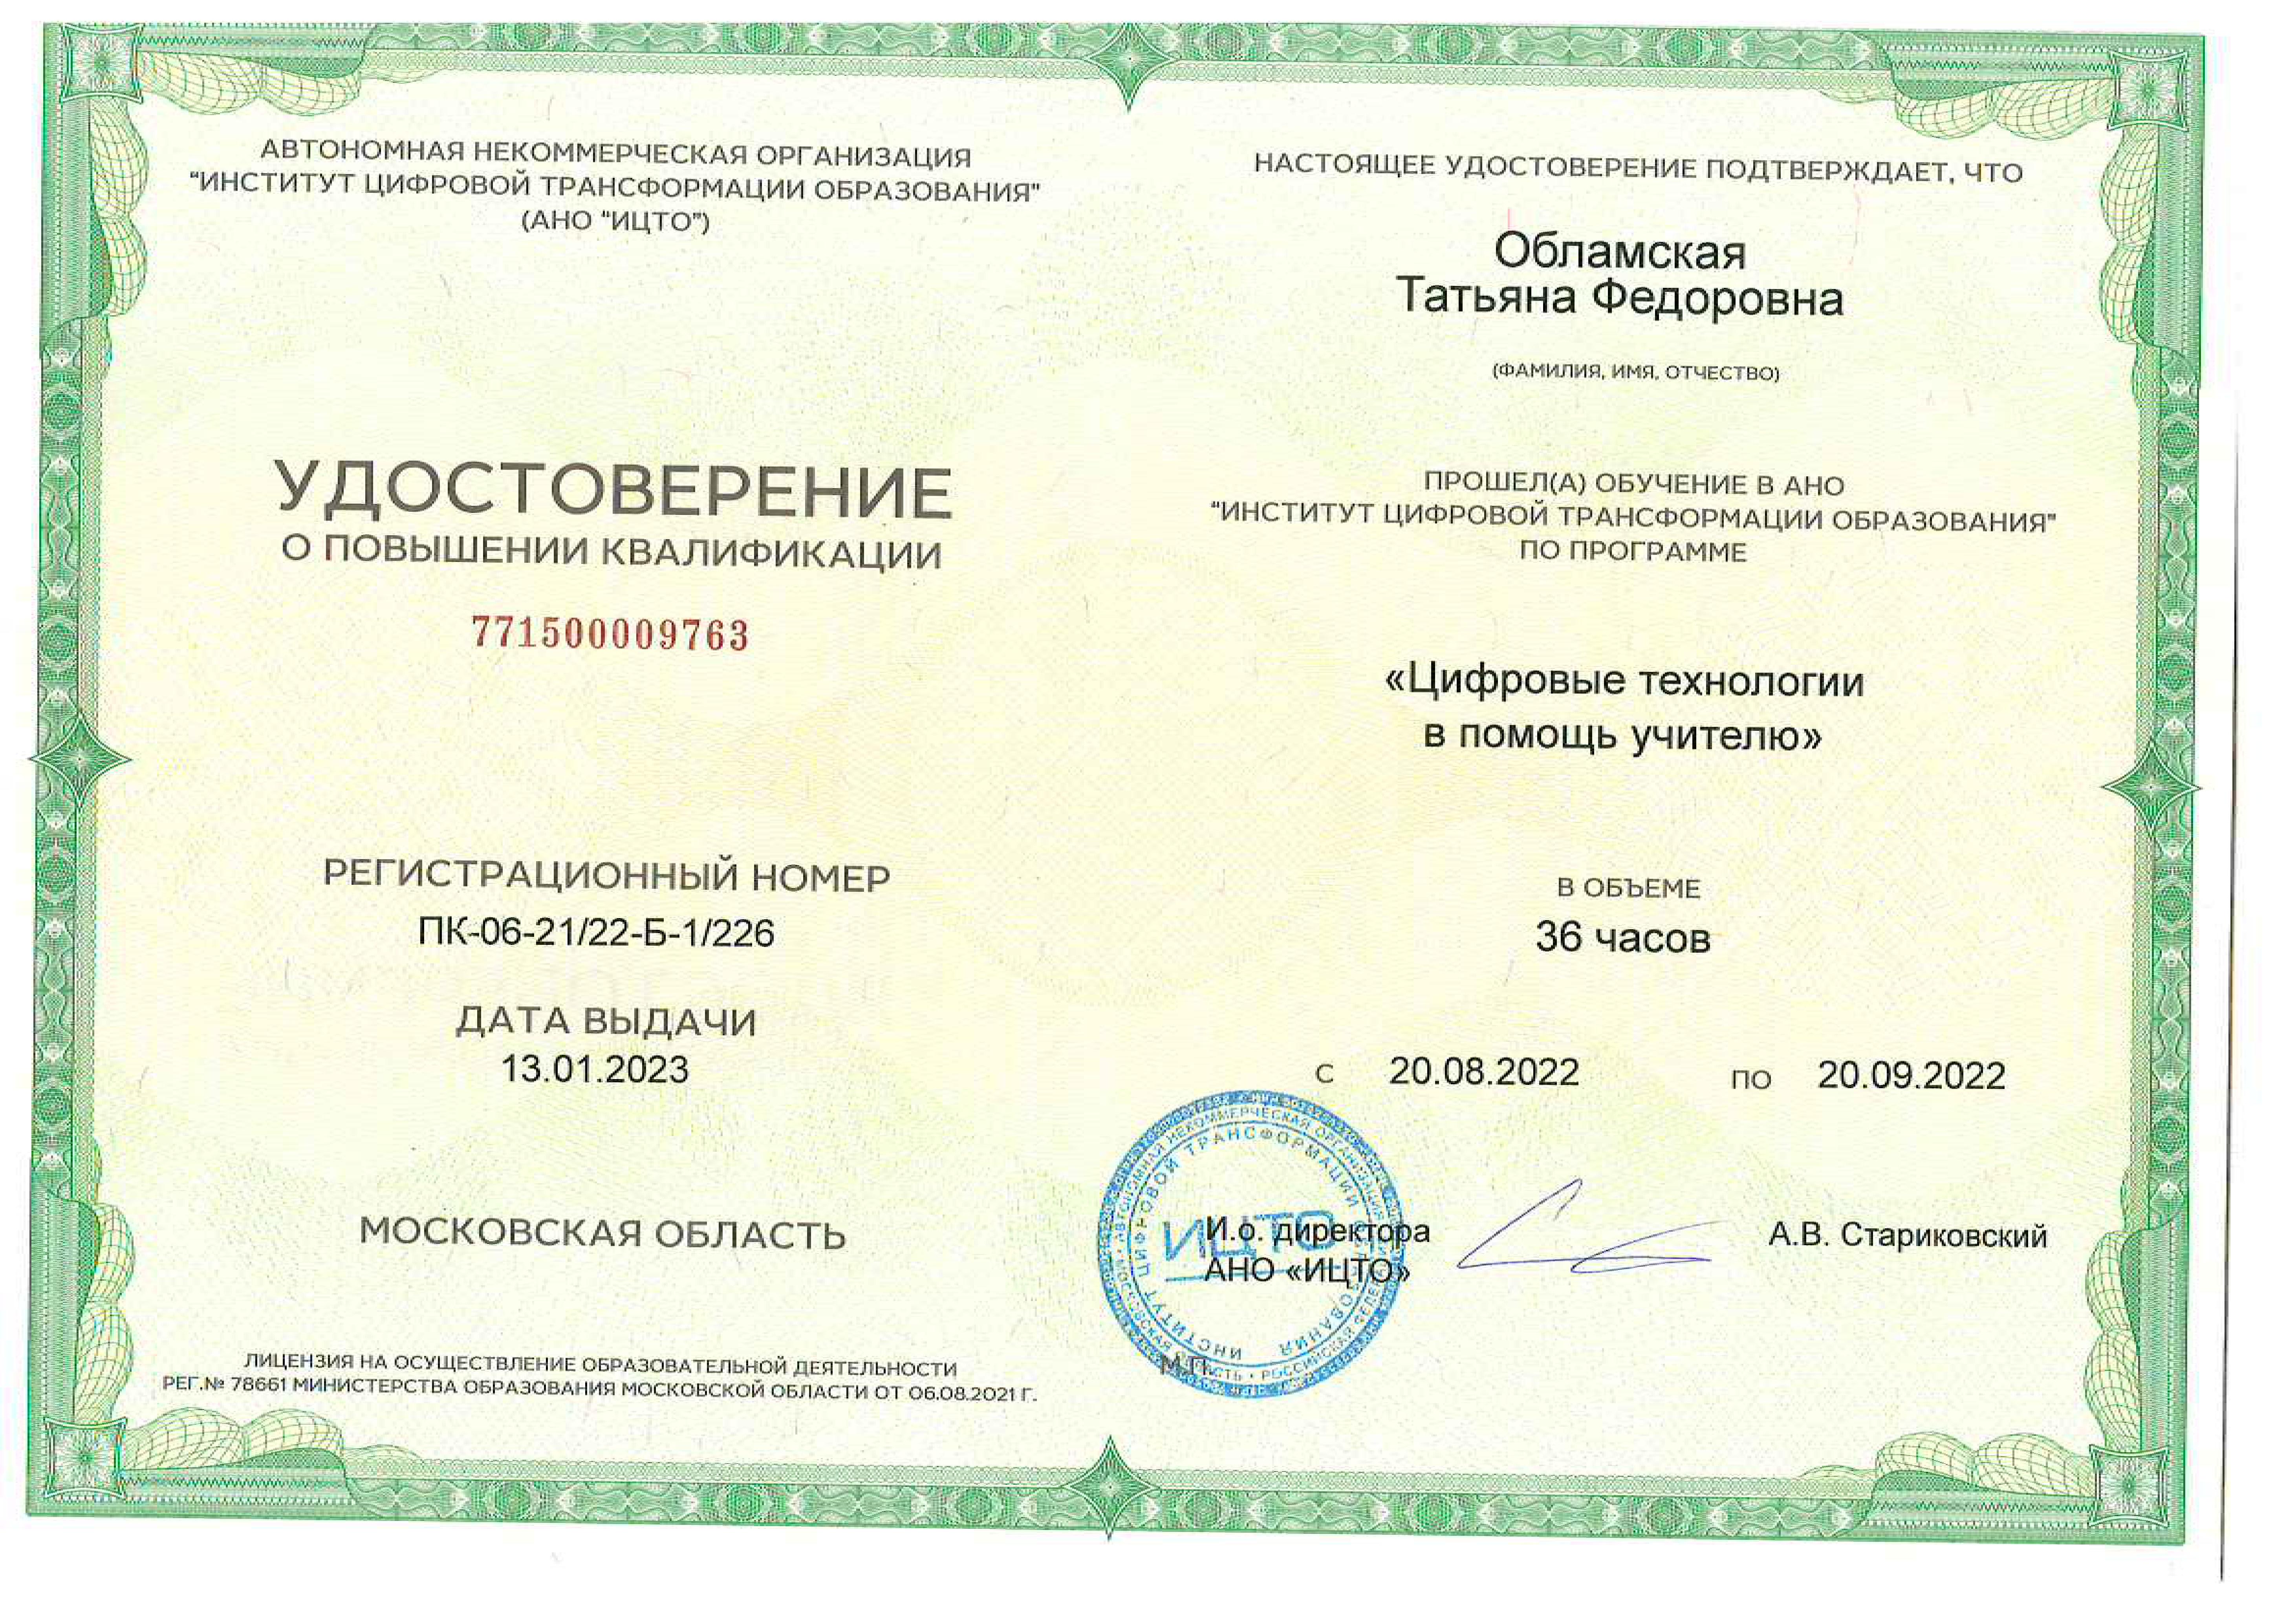 АВТОНОМНАЯ НЕКОММЕРЧЕСКАЯ ОРГАНИЗАЦИЯ
"ИНСТИТУТ ЦИФРОВОЙ ТРАНСФОРМАЦИИ ОБРАЗОВАНИЯ"
(АНО "ИЦТО")
УДОСТОВЕРЕНИЕ
О ПОВЫШЕНИИ КВАЛИФИКАЦИИ
771500009763
РЕГИСТРАЦИОННЫЙ НОМЕР
ПК-06-21/22-Б-1/226
ДАТА ВЫДАЧИ
13.01.2023
МОСКОВСКАЯ ОБЛАСТЬ
ЛИЦЕНЗИЯ НА ОСУЩЕСТВЛЕНИЕ ОБРАЗОВАТЕЛЬНОЙ ДЕЯТЕЛЬНОСТИ
РЕГ.№ 78661 МИНИСТЕРСТВА ОБРАЗОВАНИЯ МОСКОВСКОЙ ОБЛАСТИ ОТ 06.08.2021 Г.
НАСТОЯЩЕЕ УДОСТОВЕРЕНИЕ ПОДТВЕРЖДАЕТ, ЧТО
Обламская
Татьяна Федоровна
(ФАМИЛИЯ, ИМЯ, ОТЧЕСТВО)
ПРОШЕЛ(А) ОБУЧЕНИЕ В АНО
"ИНСТИТУТ ЦИФРОВОЙ ТРАНСФОРМАЦИИ ОБРАЗОВАНИЯ"
ПО ПРОГРАММЕ
«Цифровые технологии
в помощь учителю»
В ОБЪЕМЕ
36 часов
С 20.08.2022 ПО 20.09.2022
И.о. директора
АНО «ИЦТО»
А.В. Стариковский
М.П.
ИЦТО
ИНСТИТУТ ЦИФРОВОЙ ТРАНСФОРМАЦИИ
АВТОНОМНАЯ НЕКОММЕРЧЕСКАЯ ОРГАНИЗАЦИЯ